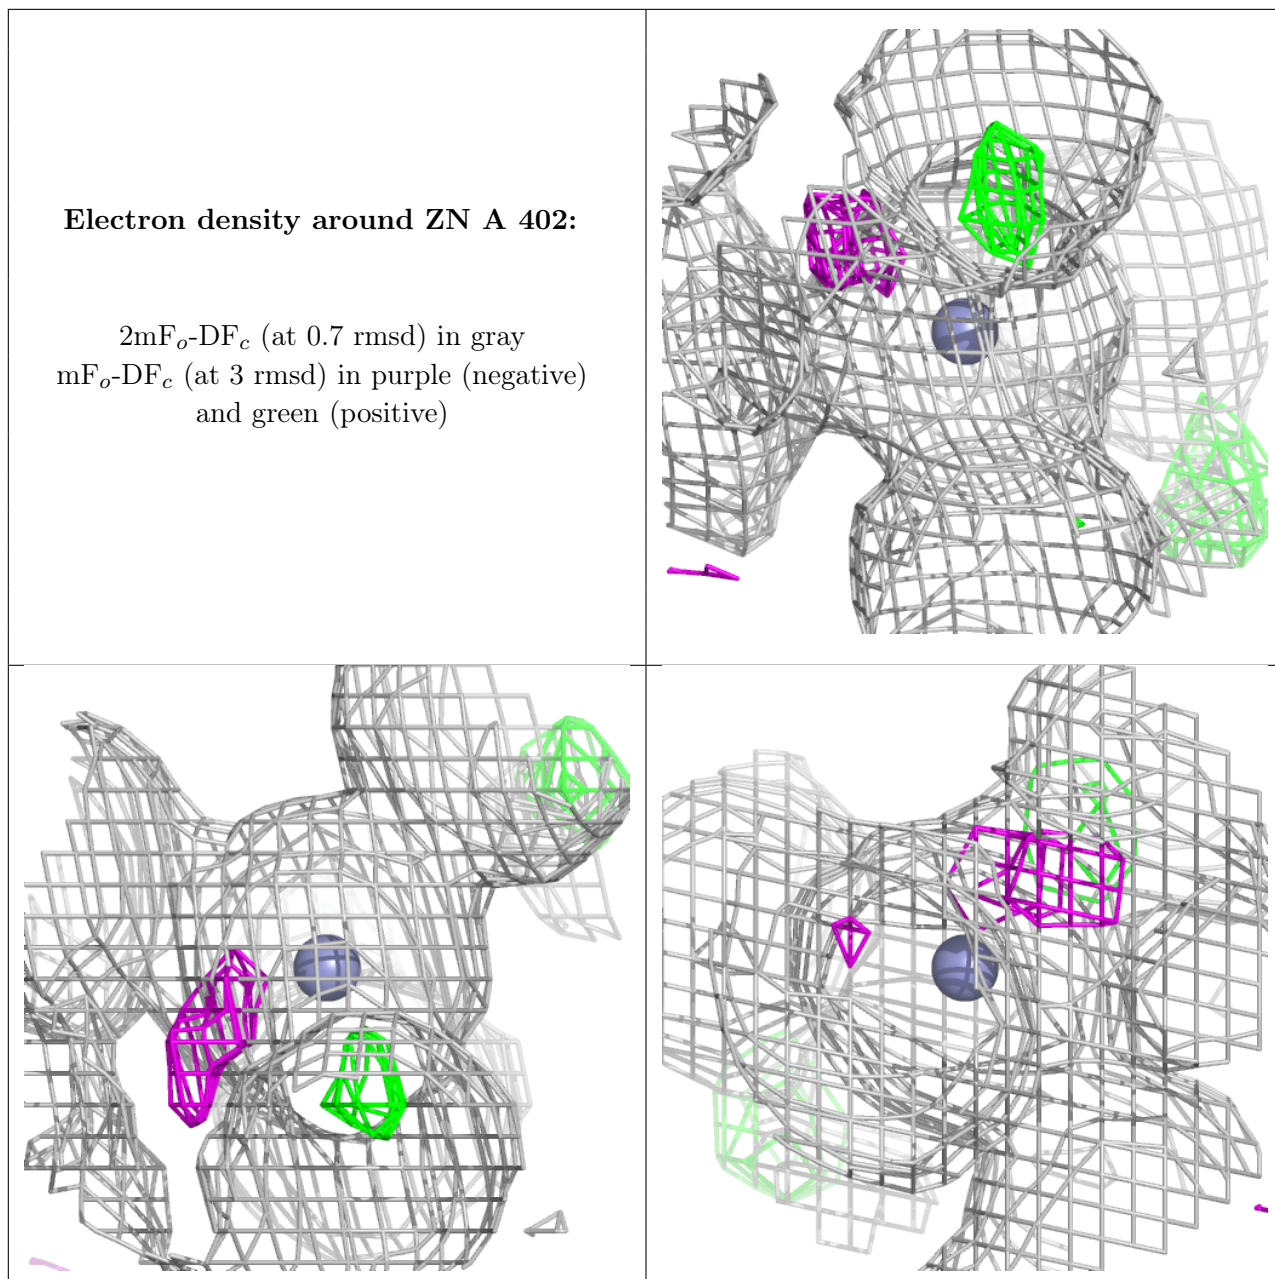 Electron density around ZN A 402:
2mFo-DFc (at 0.7 rmsd) in gray
mFo-DFc (at 3 rmsd) in purple (negative)
and green (positive)